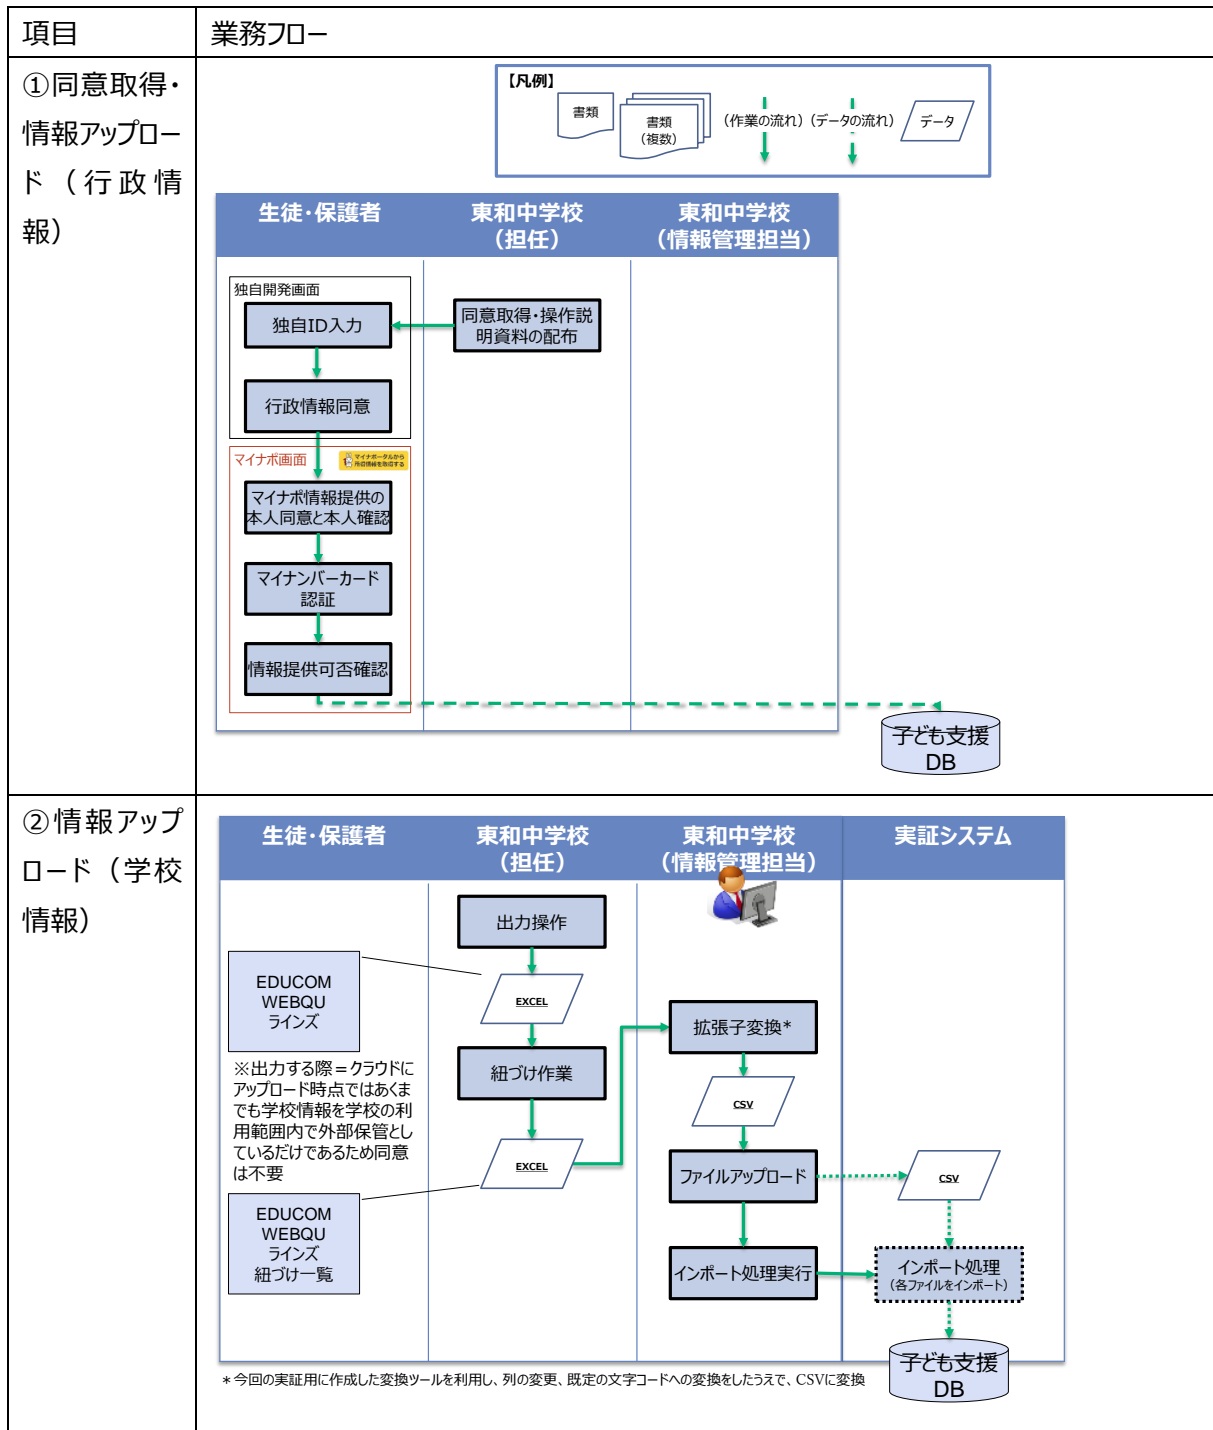 項目
業務フロー
①同意取得・
情報アップロー
ド（行政情
報）
【凡例】
書類
書類
（複数）
（作業の流れ）
（データの流れ）
データ
生徒・保護者
東和中学校
（担任）
東和中学校
（情報管理担当）
独自開発画面
独自ID入力
同意取得・操作説
明資料の配布
行政情報同意
マイナポ画面
マイナポータルから
所得情報を取得する
マイナポ情報提供の
本人同意と本人確認
マイナンバーカード
認証
情報提供可否確認
子ども支援
DB
②情報アップ
ロード（学校
情報）
生徒・保護者
東和中学校
（担任）
東和中学校
（情報管理担当）
実証システム
出力操作
EDUCOM
WEBQU
ラインズ
EXCEL
拡張子変換*
※出力する際＝クラウドに
アップロード時点ではあくま
でも学校情報を学校の利
用範囲内で外部保管とし
ているだけであるため同意
は不要
紐づけ作業
CSV
EXCEL
ファイルアップロード
CSV
EDUCOM
WEBQU
ラインズ
紐づけ一覧
インポート処理実行
インポート処理
（各ファイルをインポート）
子ども支援
DB
＊今回の実証用に作成した変換ツールを利用し、列の変更、既定の文字コードへの変換をしたうえで、CSVに変換